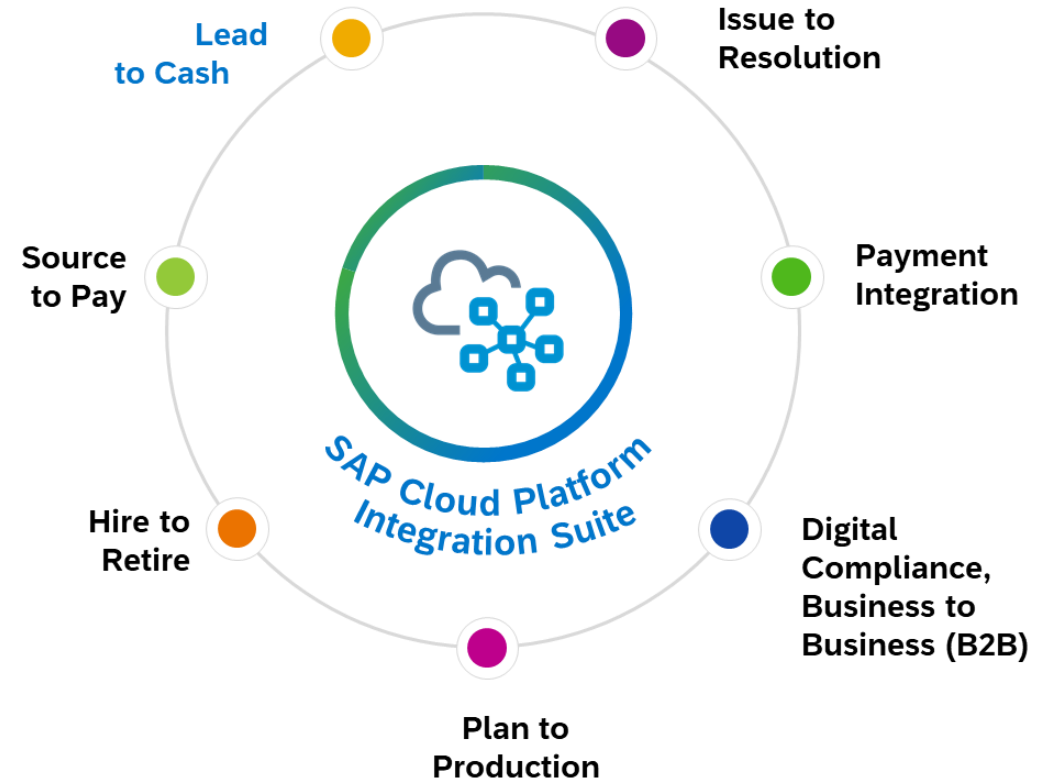 Lead
to Cash
Issue to
Resolution
Source
to Pay
Payment
Integration
SAP Cloud Platform
Integration Suite
Hire to
Retire
Digital
Compliance,
Business to
Business (B2B)
Plan to
Production